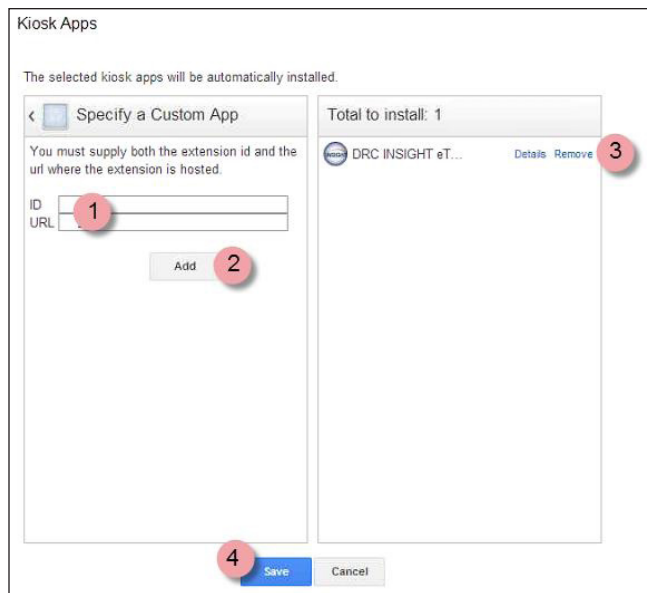 Kiosk Apps
The selected kiosk apps will be automatically installed.
‹ Specify a Custom App
You must supply both the extension id and the
url where the extension is hosted.
ID
1
URL
Add 2
Total to install: 1
INSIGHT DRC INSIGHT eT... Details Remove 3
4 Save Cancel